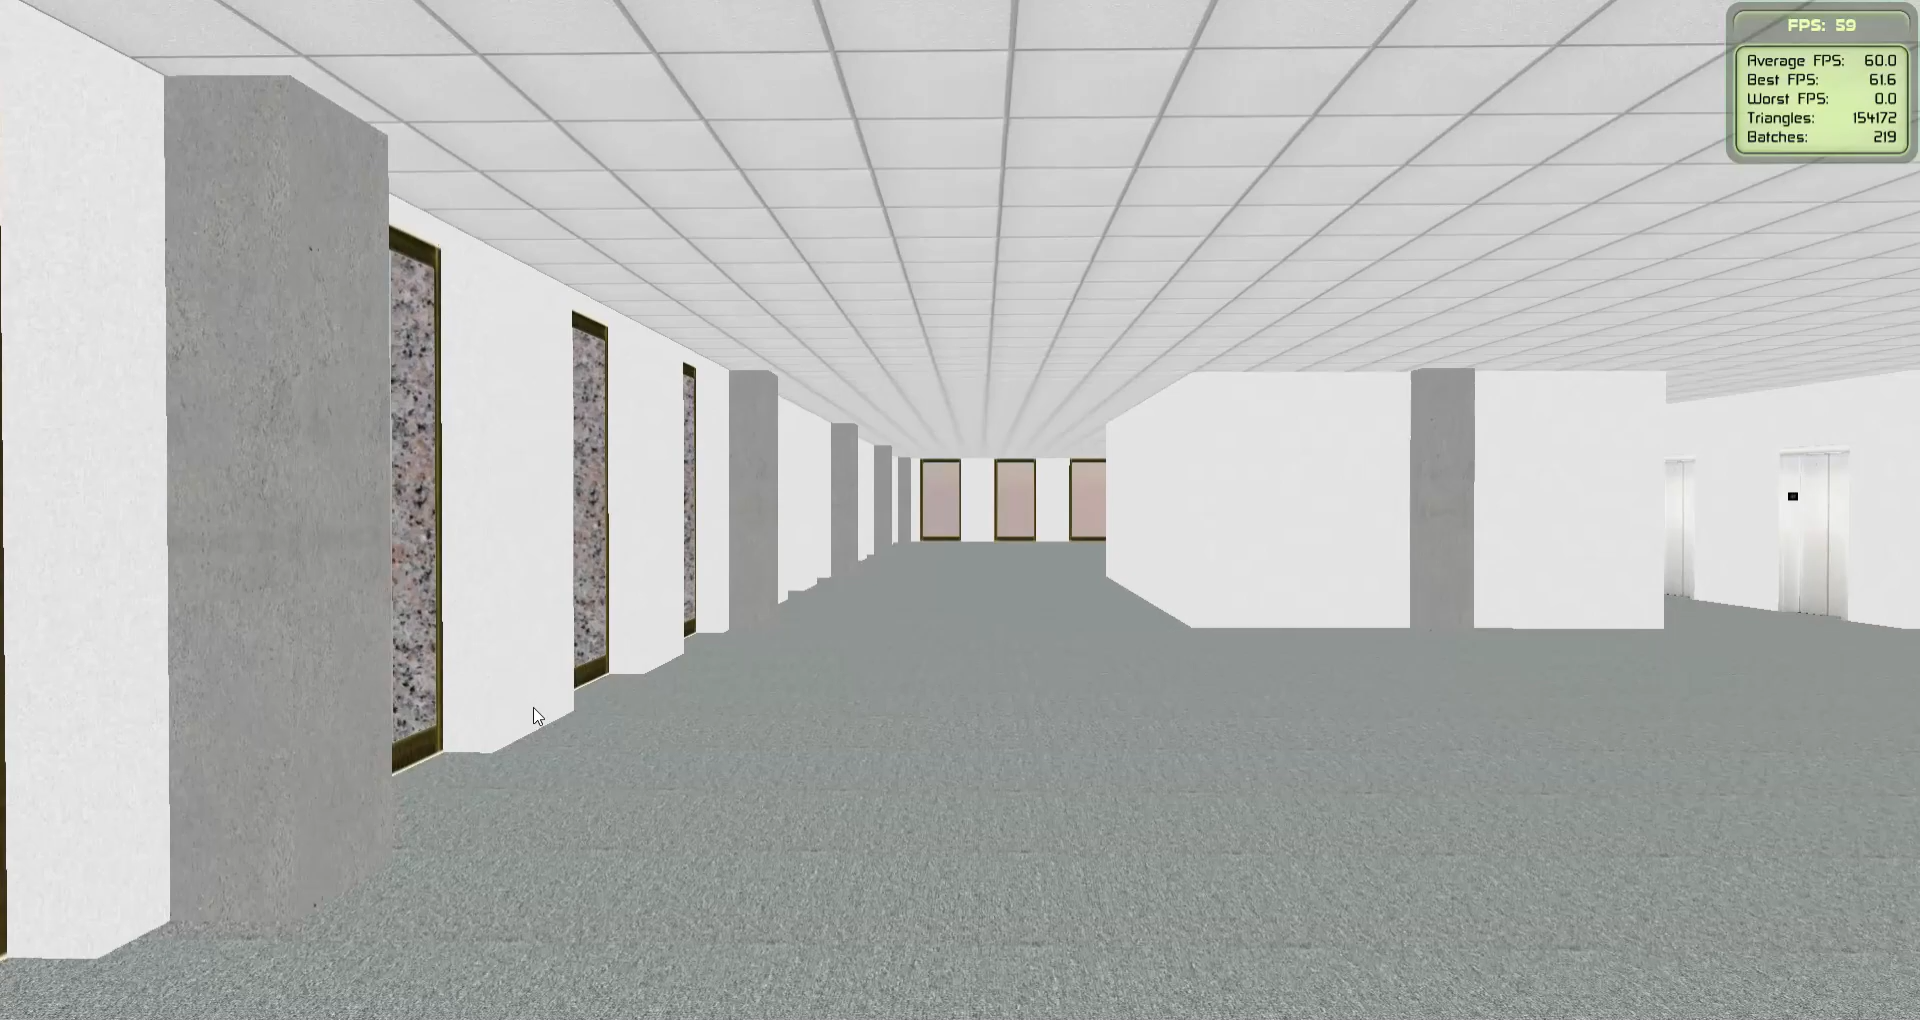 FPS: 59
Average FPS: 60.0
Best FPS: 61.6
Worst FPS: 0.0
Triangles: 154172
Batches: 219